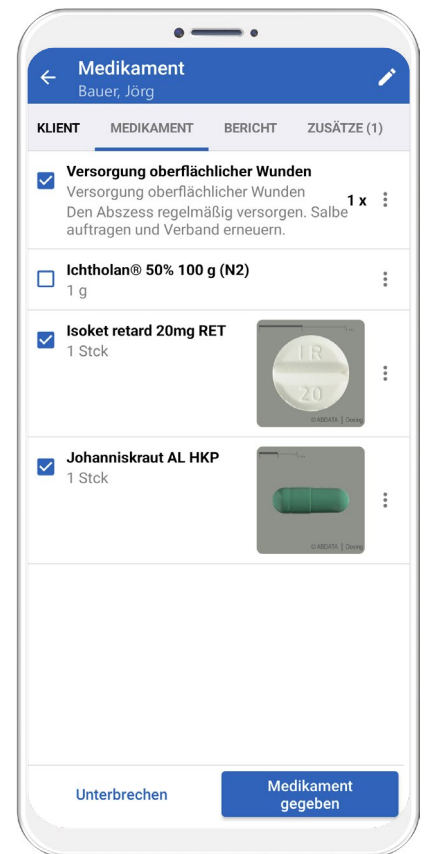 Medikament
Bauer, Jörg
KLIENT MEDIKAMENT BERICHT ZUSÄTZE (1)
Versorgung oberflächlicher Wunden
Versorgung oberflächlicher Wunden
1 x
Den Abszess regelmäßig versorgen. Salbe
auftragen und Verband erneuern.
Ichtholan® 50% 100 g (N2)
1 g
Isoket retard 20mg RET
1 Stck
IR
20
© ABDATA | Dosing
Johanniskraut AL HKP
1 Stck
© ABDATA | Dosing
Unterbrechen
Medikament
gegeben